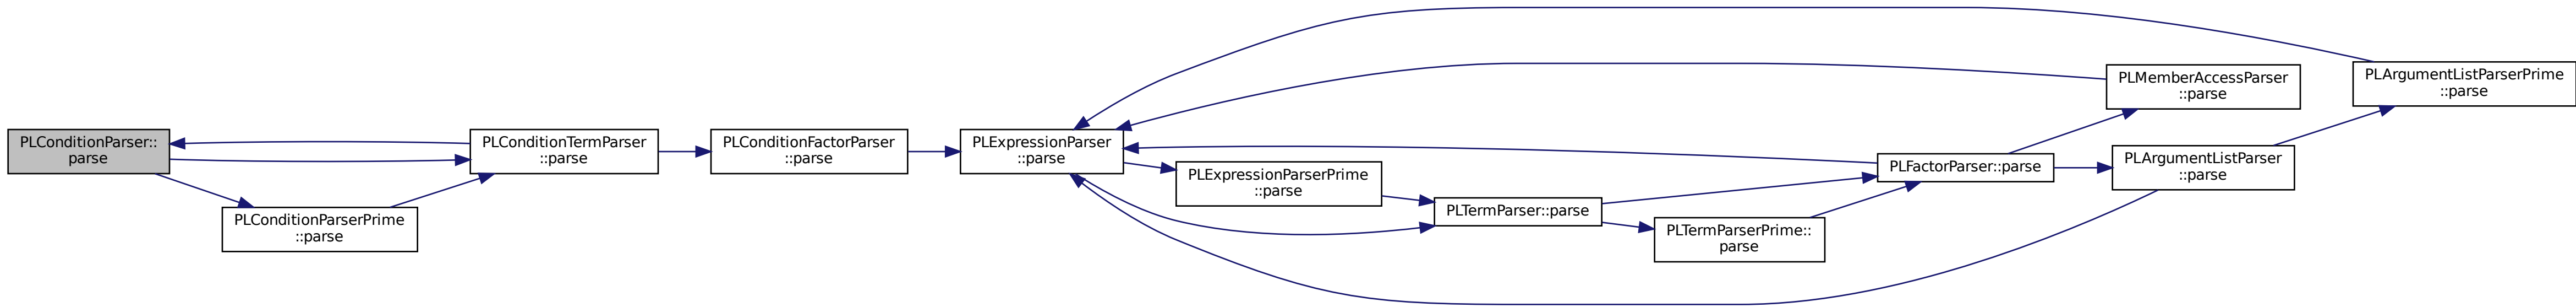 PLConditionParser::
parse
PLConditionParserPrime
::parse
PLConditionTermParser
::parse
PLConditionFactorParser
::parse
PLExpressionParser
::parse
PLExpressionParserPrime
::parse
PLTermParser::parse
PLTermParserPrime::
parse
PLFactorParser::parse
PLMemberAccessParser
::parse
PLArgumentListParser
::parse
PLArgumentListParserPrime
::parse